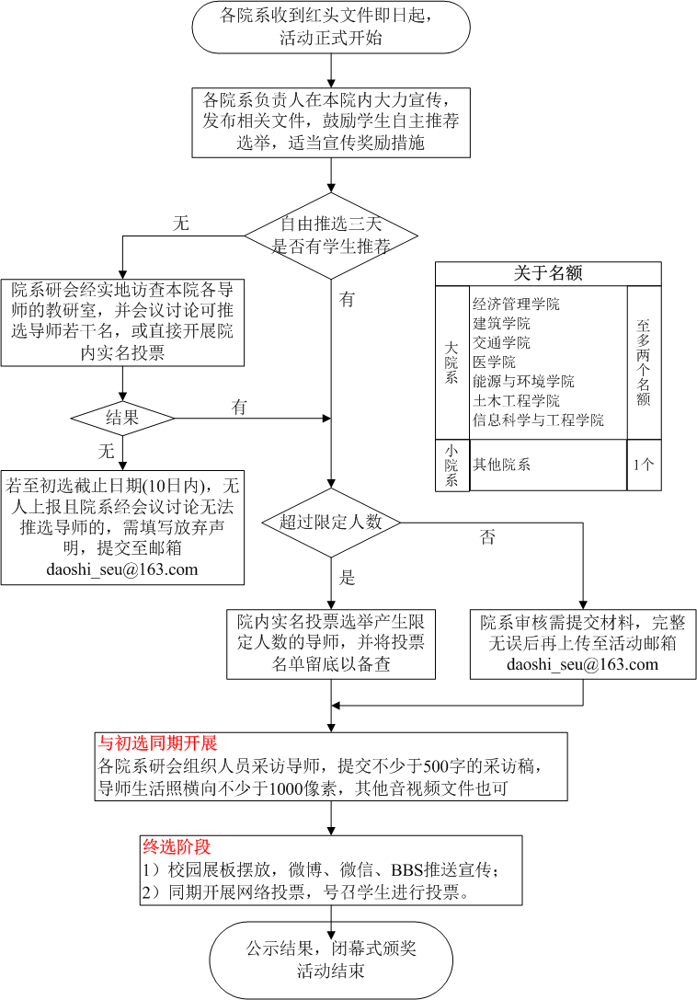 各院系收到红头文件即日起，
活动正式开始
各院系负责人在本院内大力宣传，
发布相关文件，鼓励学生自主推荐
选举，适当宣传奖励措施
自由推选三天
是否有学生推荐
无
有
院系研会经实地访查本院各导
师的教研室，并会议讨论可推
选导师若干名，或直接开展院
内实名投票
结果
有
无
若至初选截止日期(10日内)，无
人上报且院系经会议讨论无法
推选导师的，需填写放弃声
明，提交至邮箱
daoshi_seu@163.com
关于名额
大院系
经济管理学院
建筑学院
交通学院
医学院
能源与环境学院
土木工程学院
信息科学与工程学院
至多两个名额
小院系
其他院系
1个
超过限定人数
否
是
院内实名投票选举产生限
定人数的导师，并将投票
名单留底以备查
院系审核需提交材料，完整
无误后再上传至活动邮箱
daoshi_seu@163.com
与初选同期开展
各院系研会组织人员采访导师，提交不少于500字的采访稿，
导师生活照横向不少于1000像素，其他音视频文件也可
终选阶段
1）校园展板摆放，微博、微信、BBS推送宣传；
2）同期开展网络投票，号召学生进行投票。
公示结果，闭幕式颁奖
活动结束